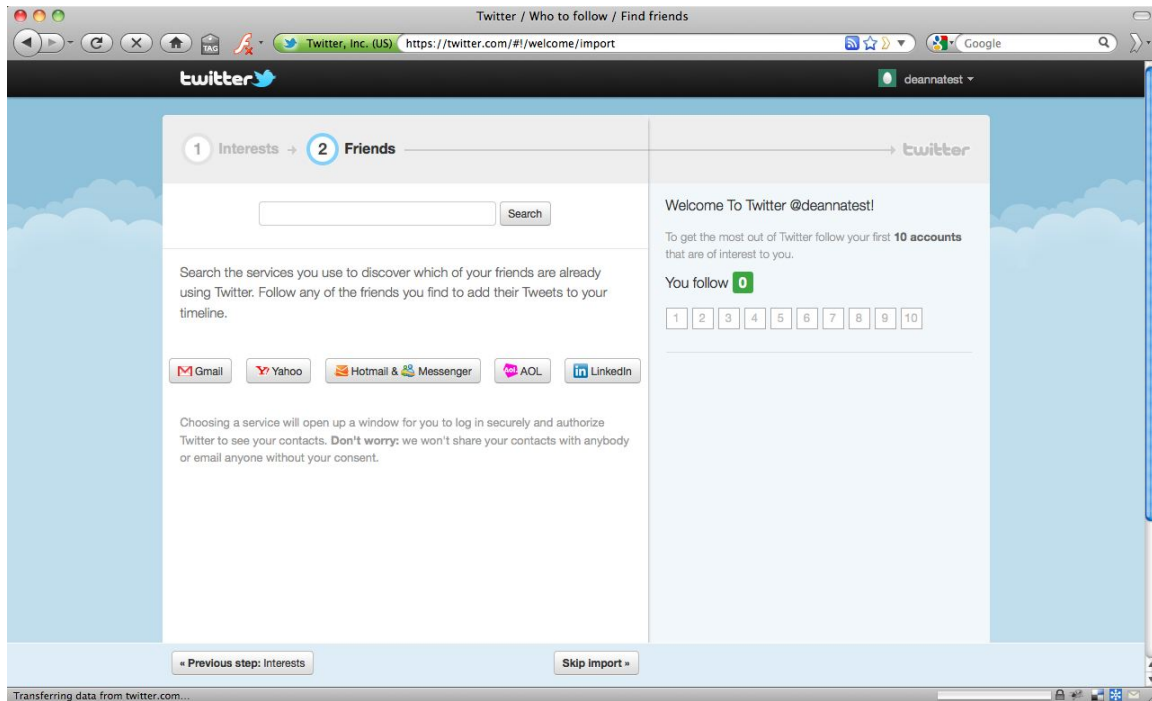 Twitter / Who to follow / Find friends
TAG
Twitter, Inc. (US) https://twitter.com/#!/welcome/import
Google
twitter
deannatest
1 Interests → 2 Friends → twitter
Search
Search the services you use to discover which of your friends are already
using Twitter. Follow any of the friends you find to add their Tweets to your
timeline.
Gmail Yahoo Hotmail & Messenger AOL LinkedIn
Choosing a service will open up a window for you to log in securely and authorize
Twitter to see your contacts. Don't worry: we won't share your contacts with anybody
or email anyone without your consent.
Welcome To Twitter @deannatest!
To get the most out of Twitter follow your first 10 accounts
that are of interest to you.
You follow 0
1 2 3 4 5 6 7 8 9 10
« Previous step: Interests
Skip import »
Transferring data from twitter.com...